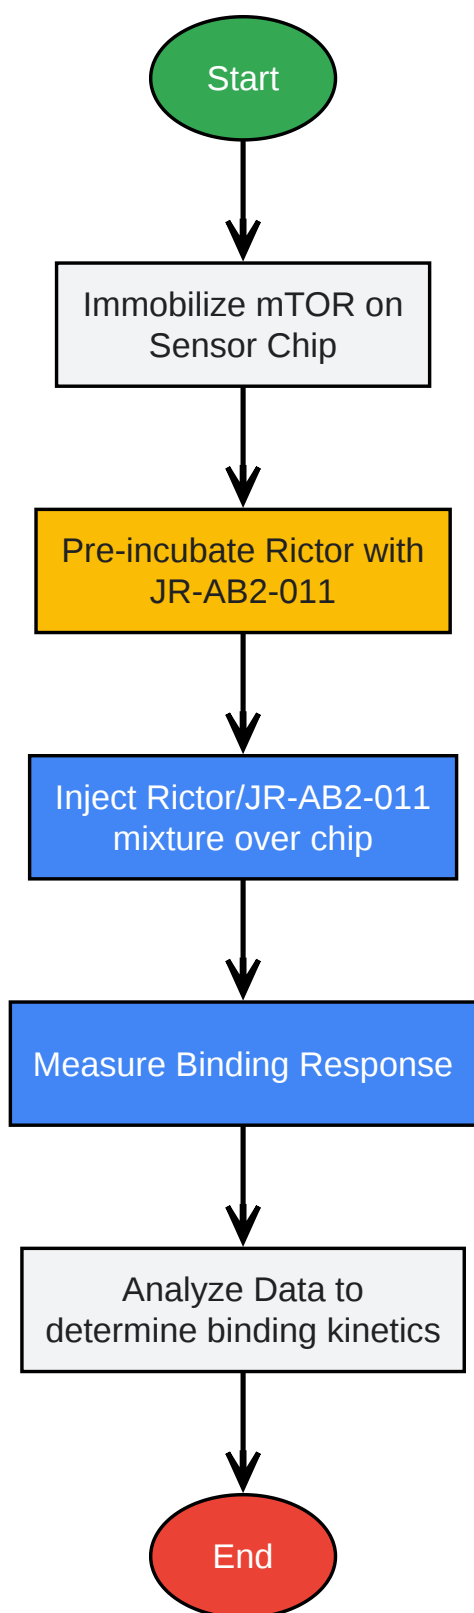 Start
Immobilize mTOR on
Sensor Chip
Pre-incubate Rictor with
JR-AB2-011
Inject Rictor/JR-AB2-011
mixture over chip
Measure Binding Response
Analyze Data to
determine binding kinetics
End